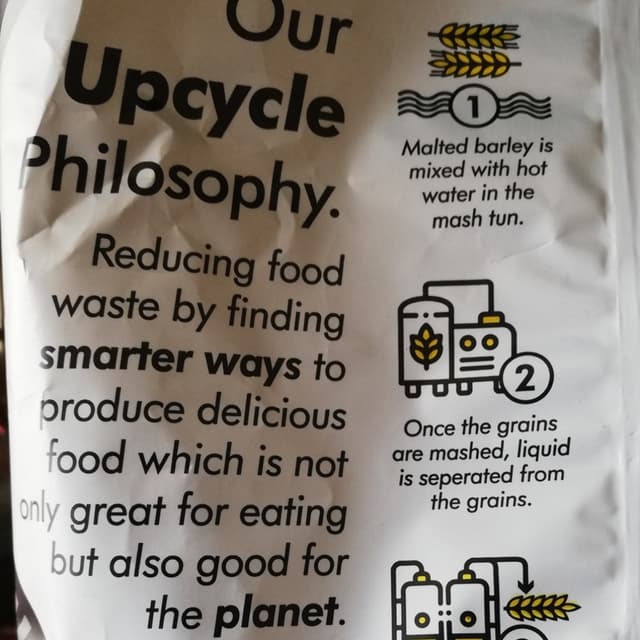 Our
Upcycle
Philosophy.
Reducing food
waste by finding
smarter ways to
produce delicious
food which is not
only great for eating
but also good for
the planet.
1
Malted barley is
mixed with hot
water in the
mash tun.
2
Once the grains
are mashed, liquid
is seperated from
the grains.